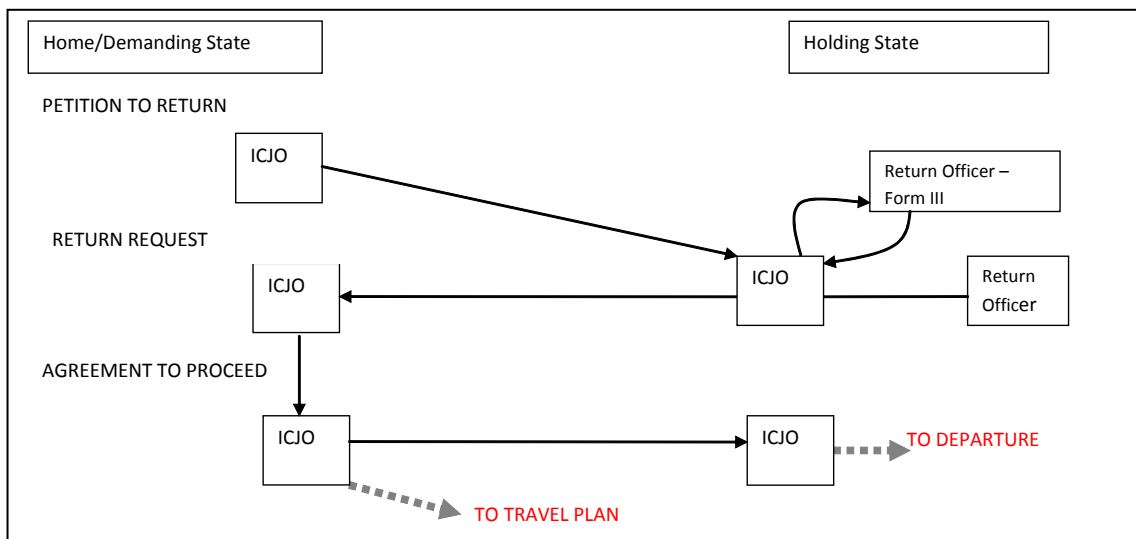 Home/Demanding State
Holding State
PETITION TO RETURN
ICJO
Return Officer –
Form III
RETURN REQUEST
ICJO
ICJO
Return
Officer
AGREEMENT TO PROCEED
ICJO
ICJO
TO DEPARTURE
TO TRAVEL PLAN